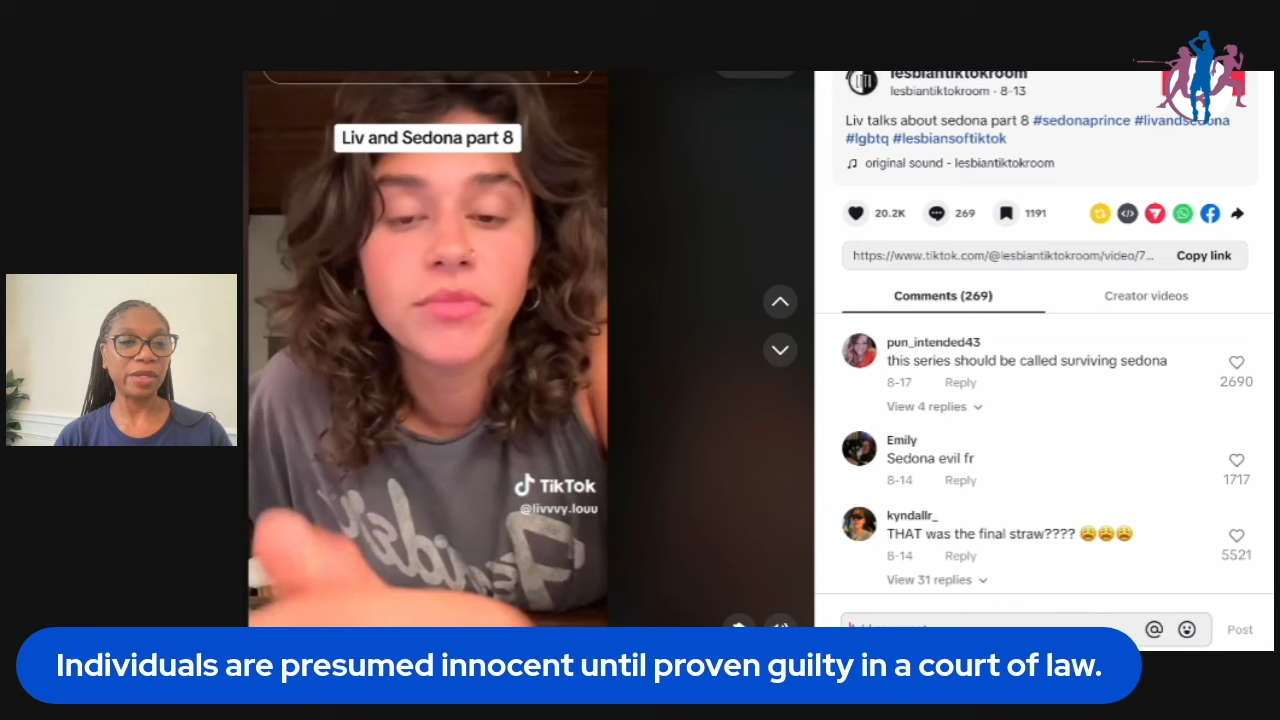 Liv and Sedona part 8
TikTok
@livvvy.louu
lesbiantiktokroom
lesbiantiktokroom · 8-13
Liv talks about sedona part 8 #sedonaprince #livandsedona
#lgbtq #lesbiansoftiktok
original sound - lesbiantiktokroom
20.2K
269
1191
https://www.tiktok.com/@lesbiantiktokroom/video/7...
Copy link
Comments (269)
Creator videos
pun_intended43
this series should be called surviving sedona
8-17 Reply
2690
View 4 replies
Emily
Sedona evil fr
8-14 Reply
1717
kyndallr_
THAT was the final straw???? 😩😩😩
8-14 Reply
5521
View 31 replies
@
Post
Individuals are presumed innocent until proven guilty in a court of law.